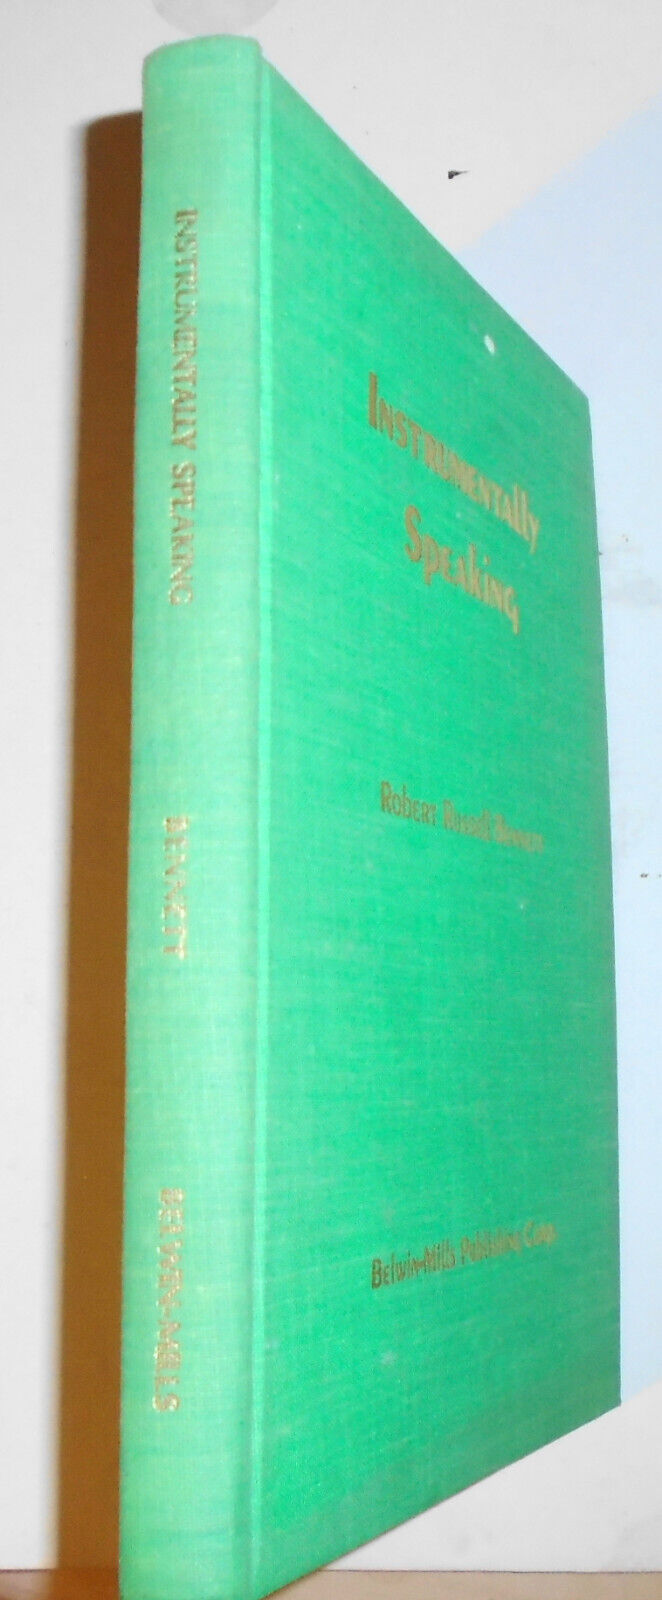 INSTRUMENTALLY SPEAKING
BENNETT
BELWIN-MILLS
INSTRUMENTAlly
SpEAkING
RobERT RussEll BENNETT
BElwiN-Mills PublishiNG CORp.